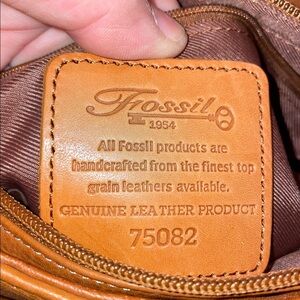 Fossil
1954
All Fossil products are
handcrafted from the finest top
grain leathers available.
GENUINE LEATHER PRODUCT
75082